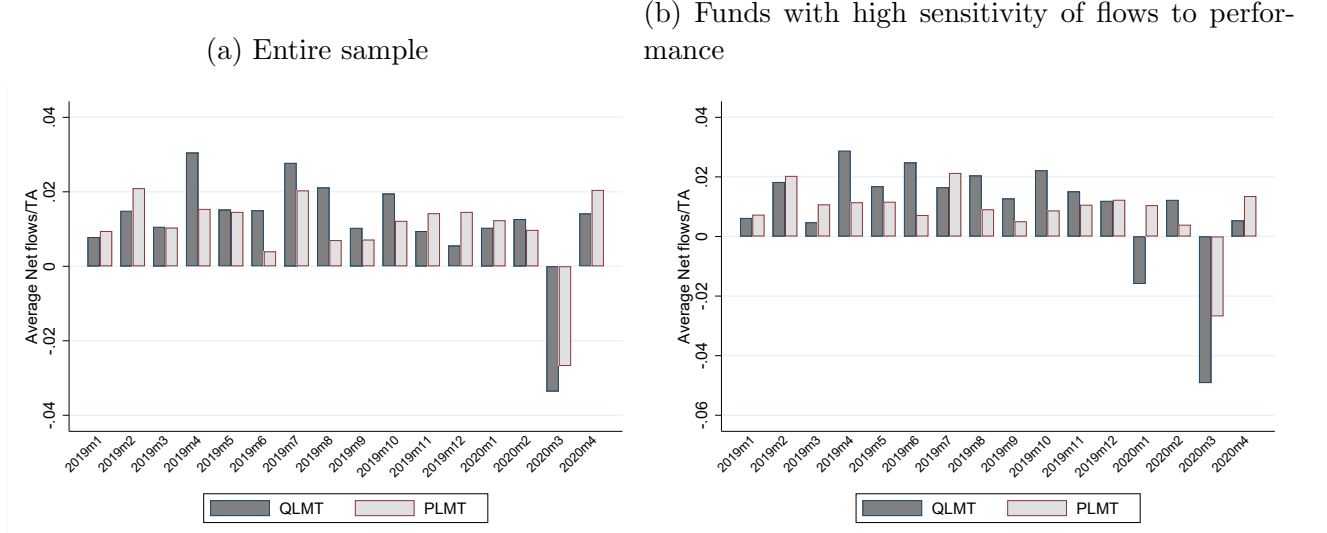 (a) Entire sample
.04
.02
0
-.02
-.04
Average Net flows/TA
2019m1
2019m2
2019m3
2019m4
2019m5
2019m6
2019m7
2019m8
2019m9
2019m10
2019m11
2019m12
2020m1
2020m2
2020m3
2020m4
QLMT PLMT
(b) Funds with high sensitivity of flows to perfor-
mance
.04
.02
0
-.02
-.04
-.06
Average Net flows/TA
2019m1
2019m2
2019m3
2019m4
2019m5
2019m6
2019m7
2019m8
2019m9
2019m10
2019m11
2019m12
2020m1
2020m2
2020m3
2020m4
QLMT PLMT